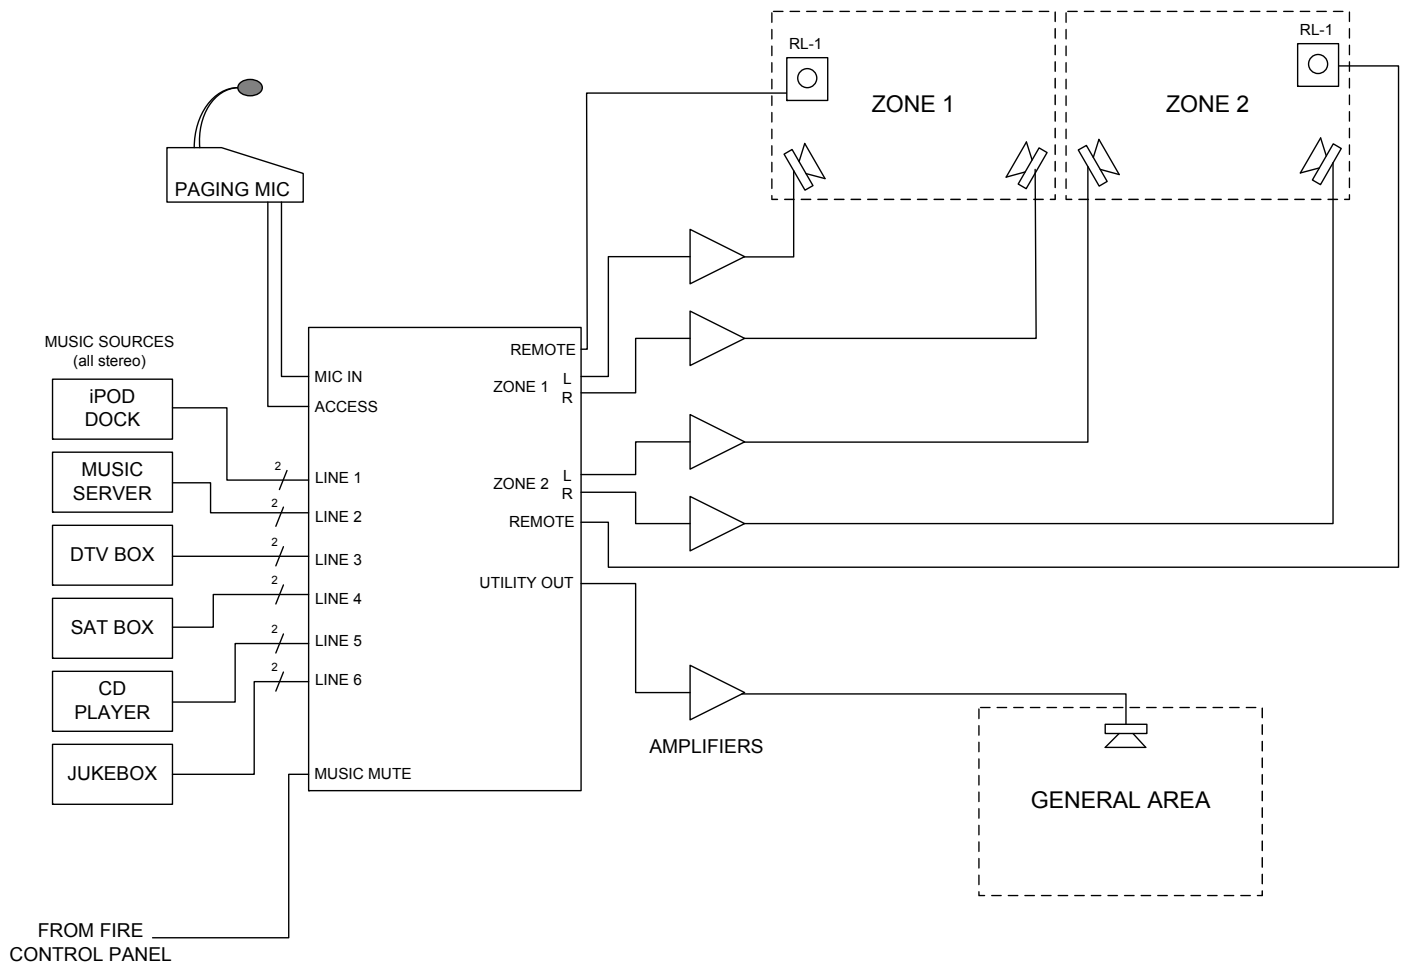 RL-1
RL-1
ZONE 1
ZONE 2
PAGING MIC
MUSIC SOURCES
(all stereo)
iPOD
DOCK
MUSIC
SERVER
DTV BOX
SAT BOX
CD
PLAYER
JUKEBOX
2
2
2
2
2
2
MIC IN
ACCESS
LINE 1
LINE 2
LINE 3
LINE 4
LINE 5
LINE 6
MUSIC MUTE
REMOTE
ZONE 1
L
R
ZONE 2
L
R
REMOTE
UTILITY OUT
AMPLIFIERS
GENERAL AREA
FROM FIRE
CONTROL PANEL